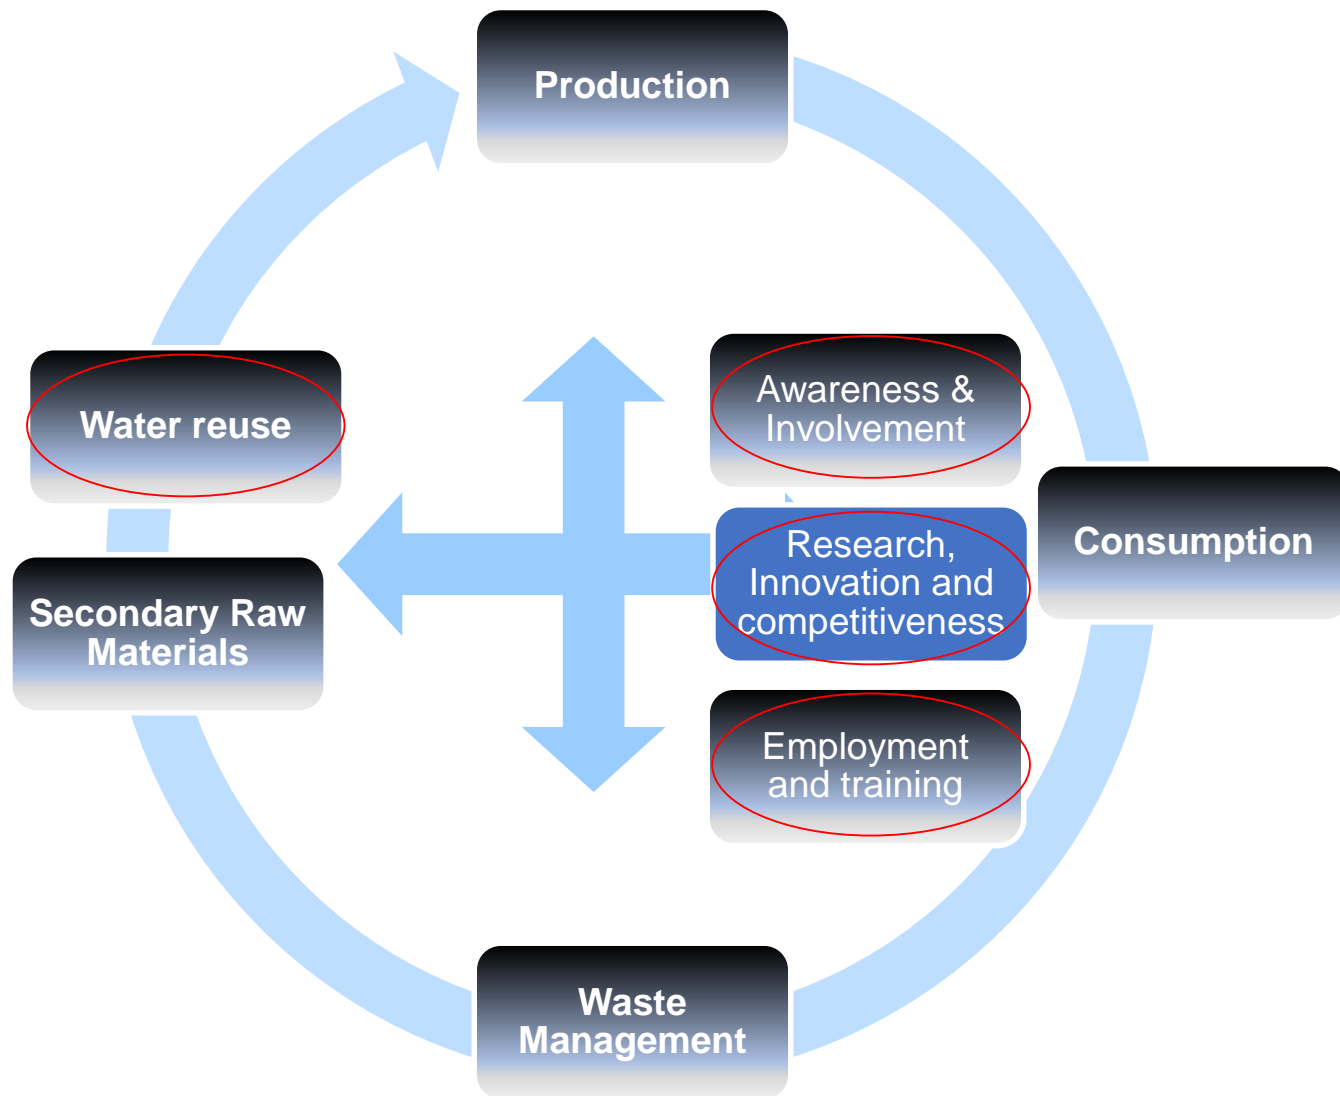 Production
Awareness &
Involvement
Water reuse
Research,
Innovation and
competitiveness
Consumption
Secondary Raw
Materials
Employment
and training
Waste
Management